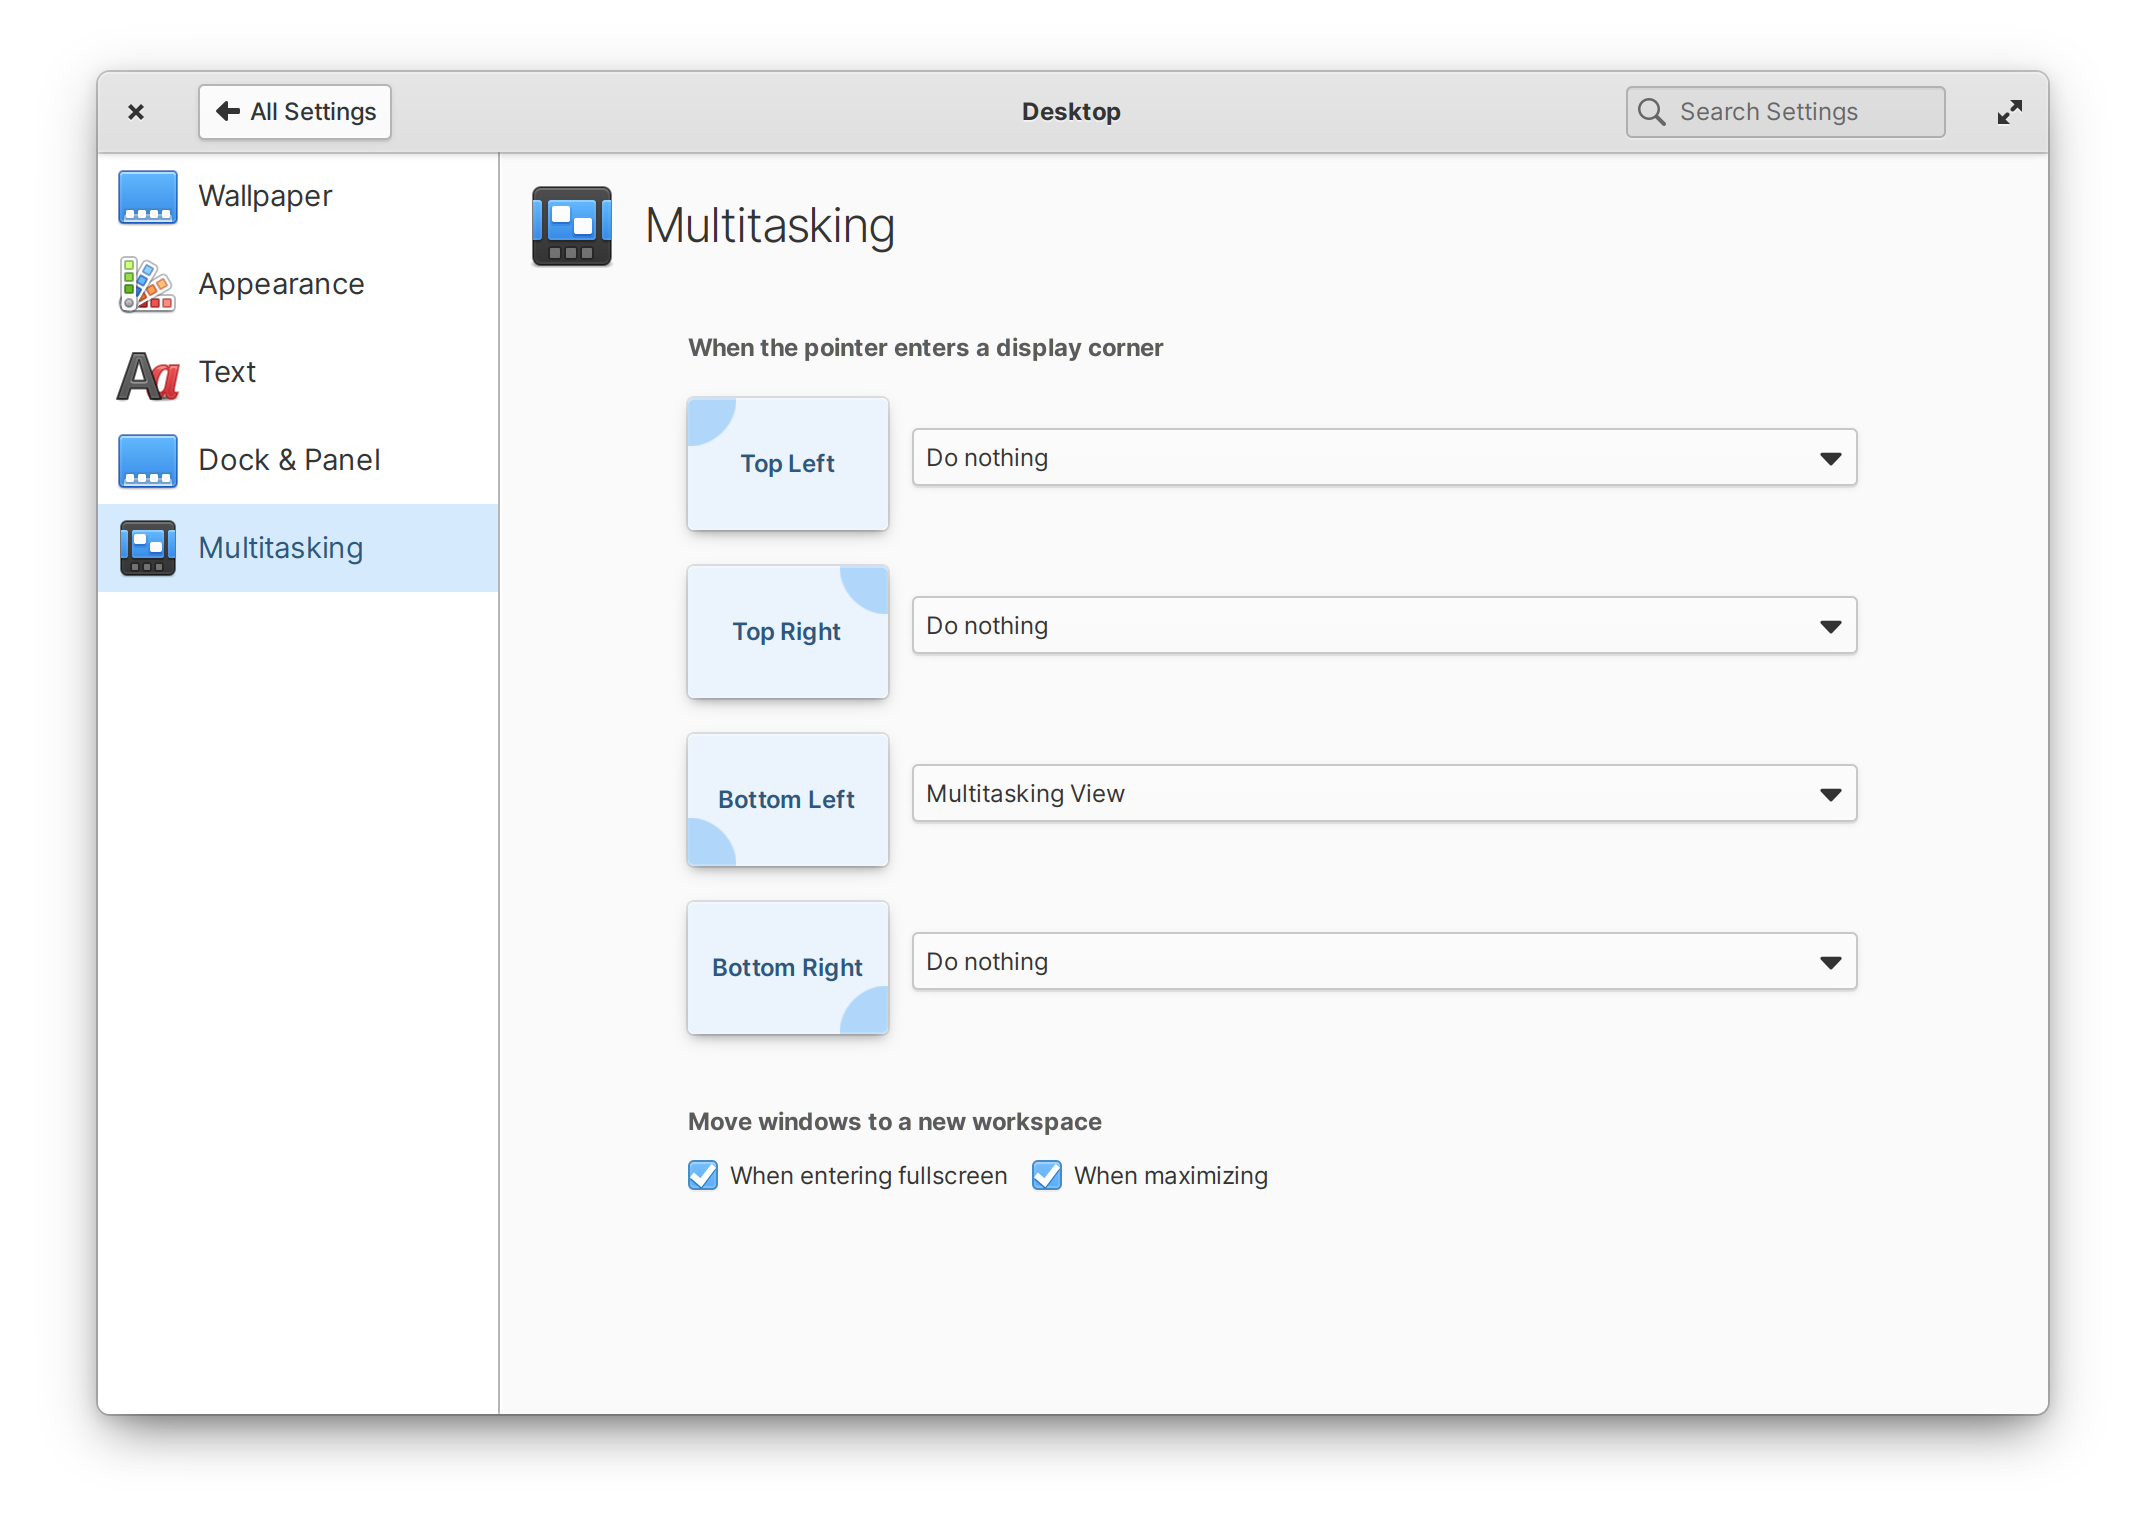 All Settings
Desktop
Search Settings
Wallpaper
Appearance
Text
Dock & Panel
Multitasking
Multitasking
When the pointer enters a display corner
Top Left
Do nothing
Top Right
Do nothing
Bottom Left
Multitasking View
Bottom Right
Do nothing
Move windows to a new workspace
When entering fullscreen
When maximizing